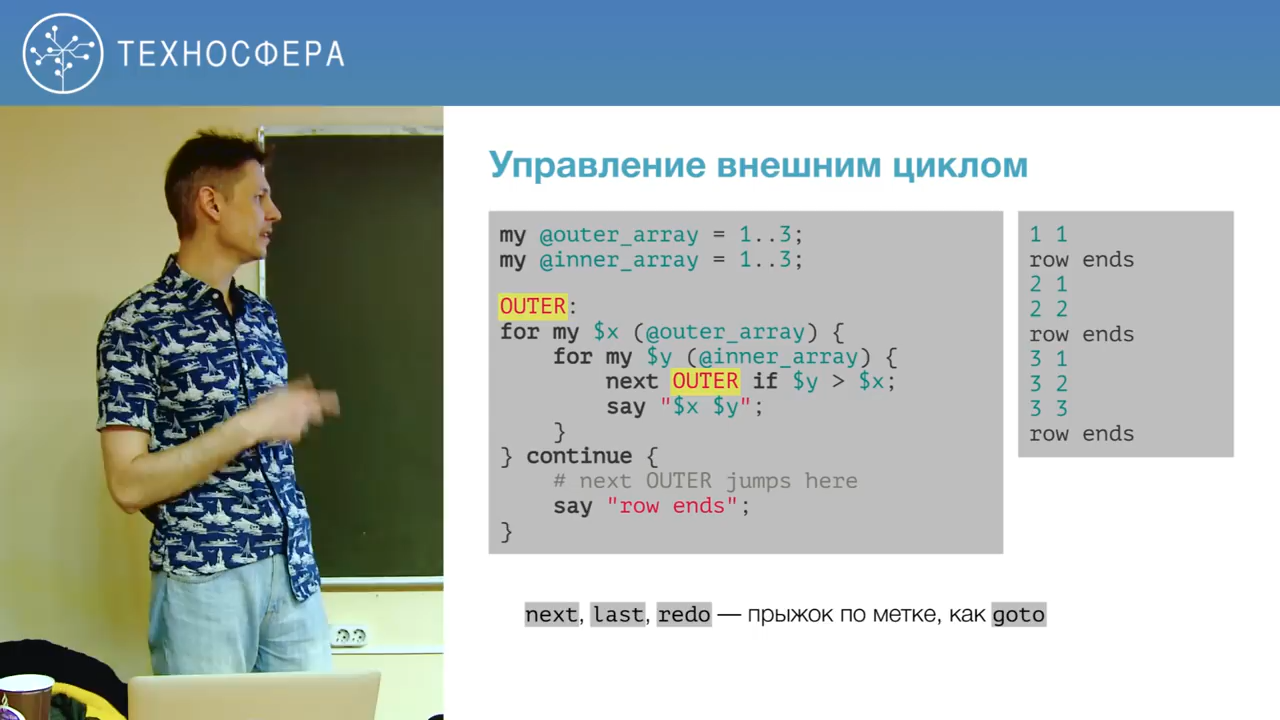 ТЕХНОСФЕРА
Управление внешним циклом
my @outer_array = 1..3;
my @inner_array = 1..3;
OUTER:
for my $x (@outer_array) {
    for my $y (@inner_array) {
        next OUTER if $y > $x;
        say "$x $y";
    }
} continue {
    # next OUTER jumps here
    say "row ends";
}
1 1
row ends
2 1
2 2
row ends
3 1
3 2
3 3
row ends
next, last, redo — прыжок по метке, как goto